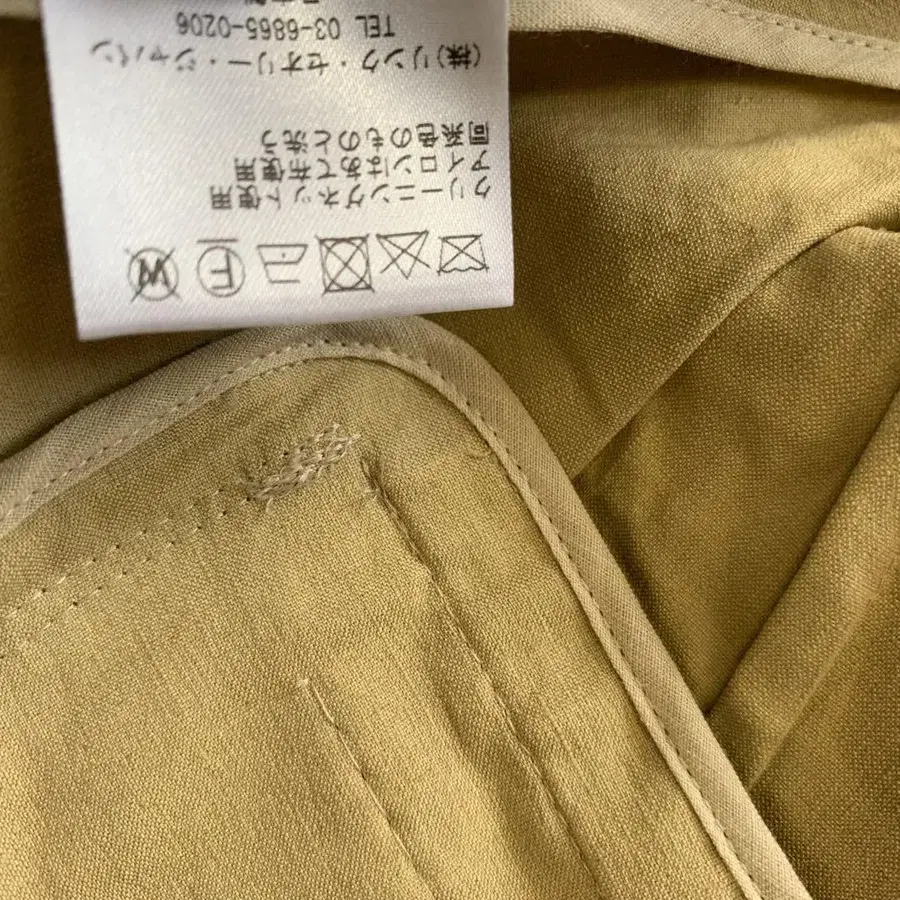 Ⓕ Ⓦ
クリーニングネット使用
アイロンはあて布使用
同系色のものと洗う
(株)リンク・セオリー・ジャパン
TEL 03-6865-0206